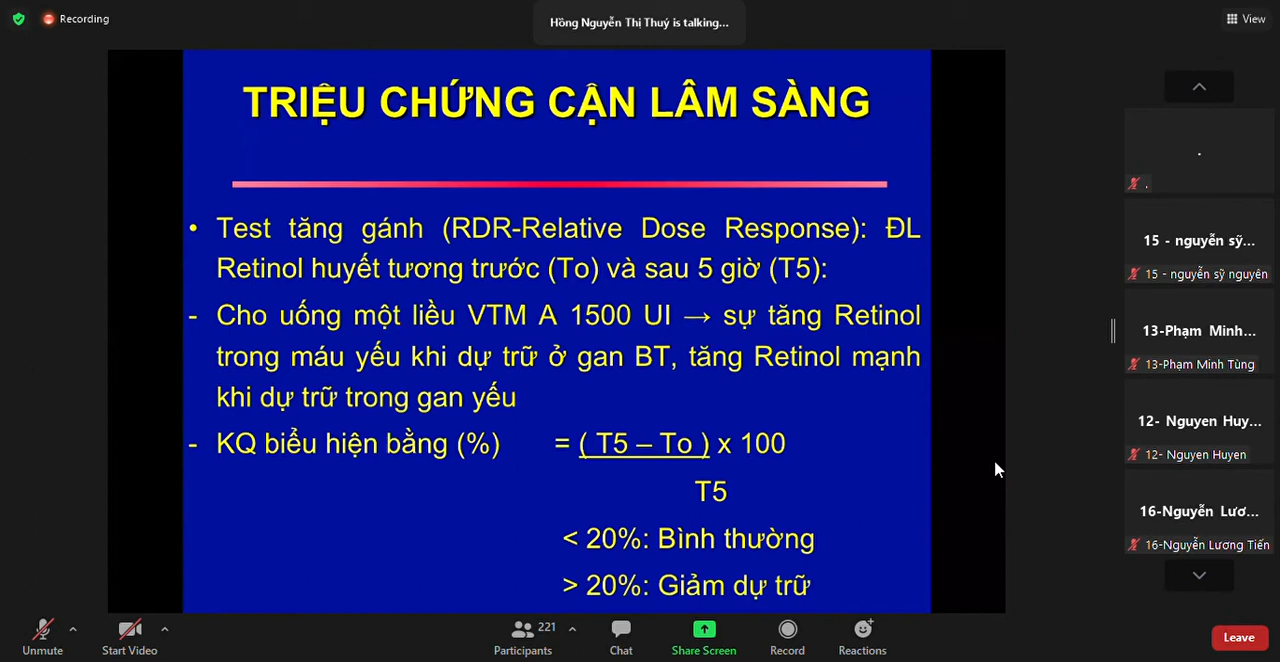 Recording
Hồng Nguyễn Thị Thuý is talking...
View
TRIỆU CHỨNG CẬN LÂM SÀNG
• Test tăng gánh (RDR-Relative Dose Response): ĐL
Retinol huyết tương trước (To) và sau 5 giờ (T5):
- Cho uống một liều VTM A 1500 UI → sự tăng Retinol
trong máu yếu khi dự trữ ở gan BT, tăng Retinol mạnh
khi dự trữ trong gan yếu
- KQ biểu hiện bằng (%) = ( T5 – To ) x 100
T5
< 20%: Bình thường
> 20%: Giảm dự trữ
.
.
15 - nguyễn sỹ...
15 - nguyễn sỹ nguyên
13-Phạm Minh...
13-Phạm Minh Tùng
12- Nguyen Huy...
12- Nguyen Huyen
16-Nguyễn Lươ...
16-Nguyễn Lương Tiến
Unmute
Start Video
221
Participants
Chat
Share Screen
Record
Reactions
Leave